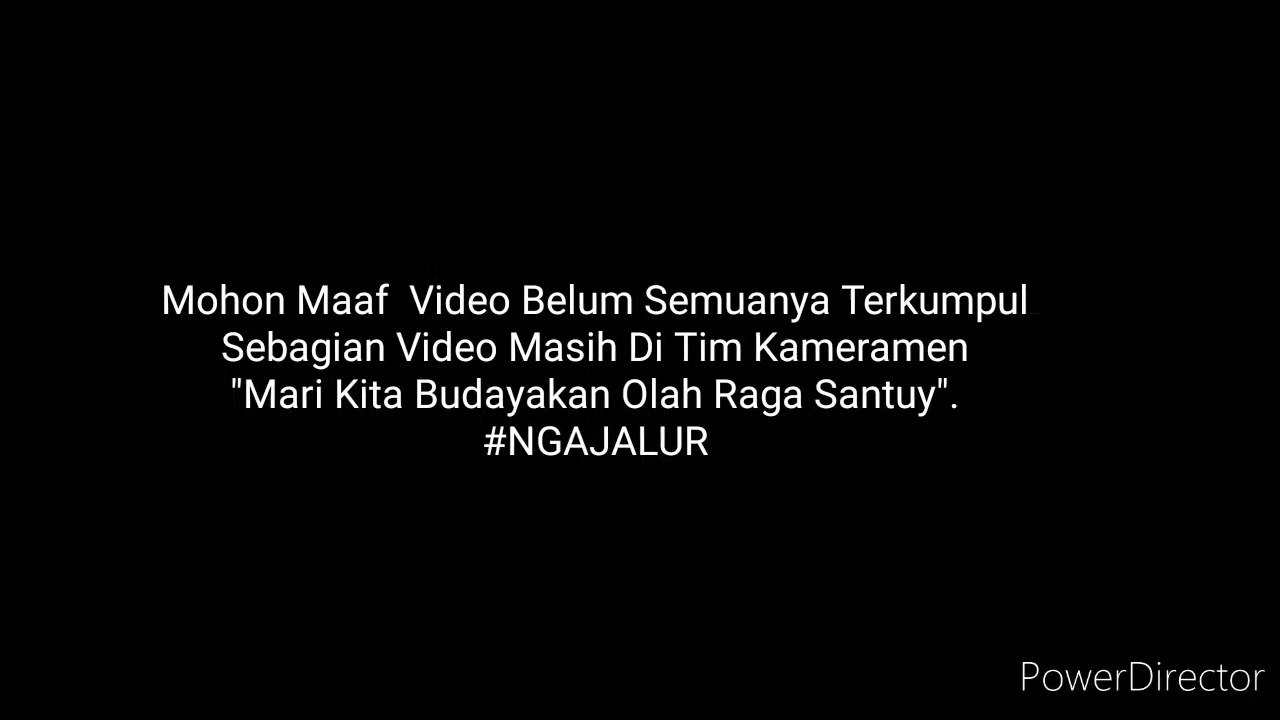 Mohon Maaf  Video Belum Semuanya Terkumpul
Sebagian Video Masih Di Tim Kameramen
"Mari Kita Budayakan Olah Raga Santuy".
#NGAJALUR
PowerDirector